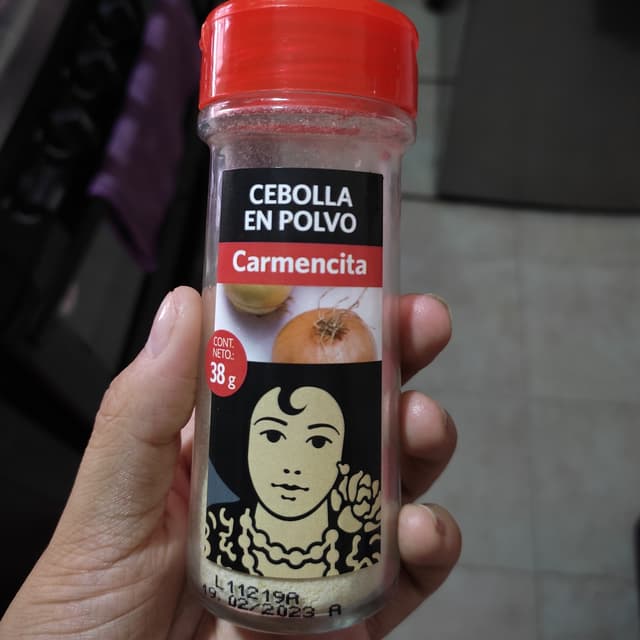 CEBOLLA
EN POLVO
Carmencita
CONT.
NETO.:
38 g
L11219A
19 02/2023 A